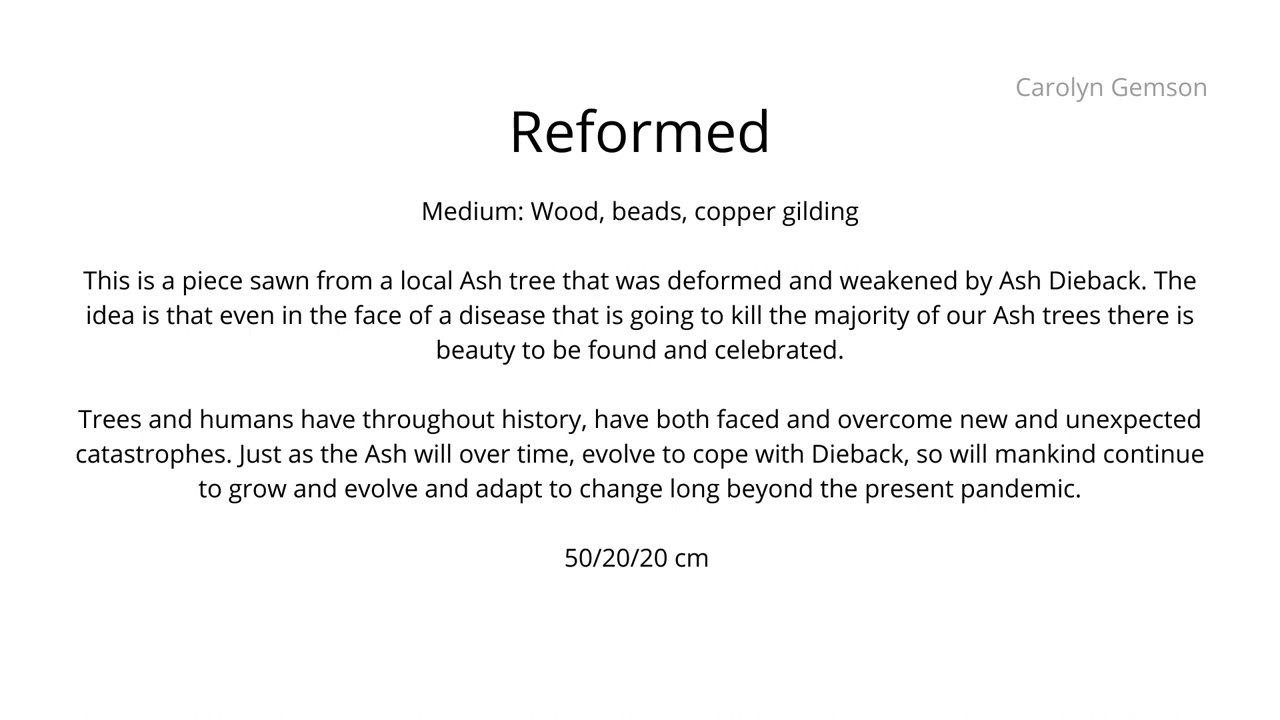 Carolyn Gemson
Reformed
Medium: Wood, beads, copper gilding
This is a piece sawn from a local Ash tree that was deformed and weakened by Ash Dieback. The
idea is that even in the face of a disease that is going to kill the majority of our Ash trees there is
beauty to be found and celebrated.
Trees and humans have throughout history, have both faced and overcome new and unexpected
catastrophes. Just as the Ash will over time, evolve to cope with Dieback, so will mankind continue
to grow and evolve and adapt to change long beyond the present pandemic.
50/20/20 cm